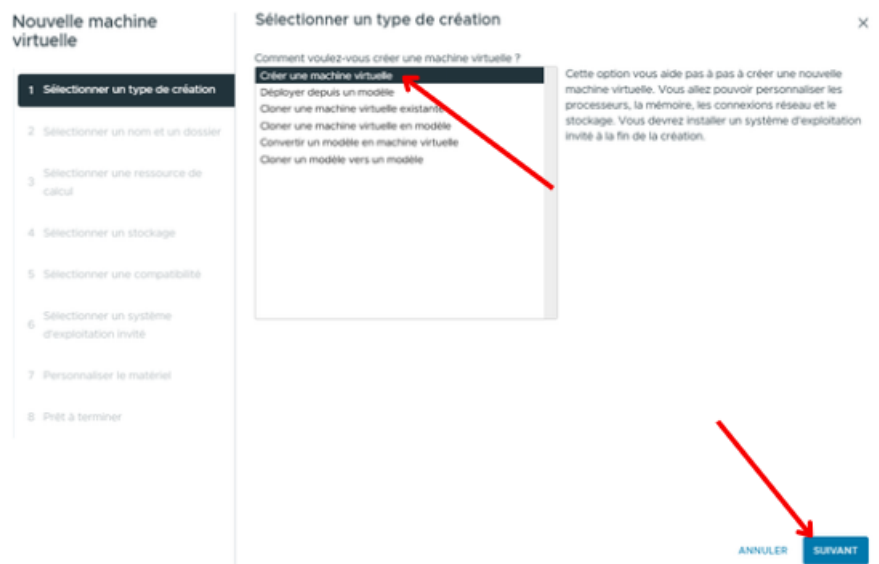 Nouvelle machine
virtuelle
1 Sélectionner un type de création
2 Sélectionner un nom et un dossier
3 Sélectionner une ressource de
calcul
4 Sélectionner un stockage
5 Sélectionner une compatibilité
6 Sélectionner un système
d'exploitation invité
7 Personnaliser le matériel
8 Prêt à terminer
Sélectionner un type de création
Comment voulez-vous créer une machine virtuelle ?
Créer une machine virtuelle
Déployer depuis un modèle
Cloner une machine virtuelle existante
Cloner une machine virtuelle en modèle
Convertir un modèle en machine virtuelle
Cloner un modèle vers un modèle
Cette option vous aide pas à pas à créer une nouvelle
machine virtuelle. Vous allez pouvoir personnaliser les
processeurs, la mémoire, les connexions réseau et le
stockage. Vous devrez installer un système d'exploitation
invité à la fin de la création.
ANNULER
SUIVANT